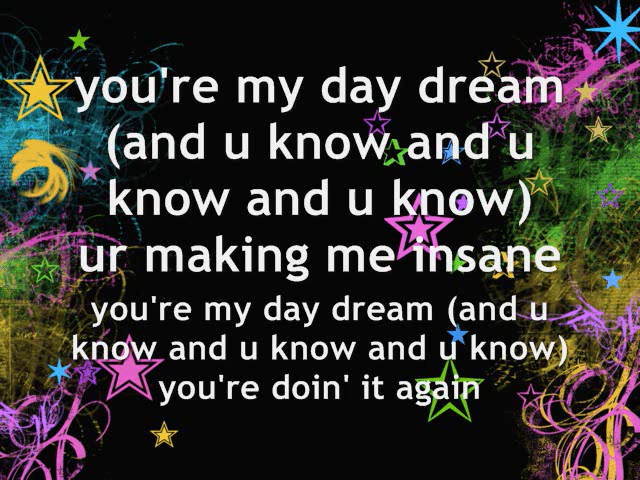 you're my day dream
(and u know and u
know and u know)
ur making me insane
you're my day dream (and u
know and u know and u know)
you're doin' it again